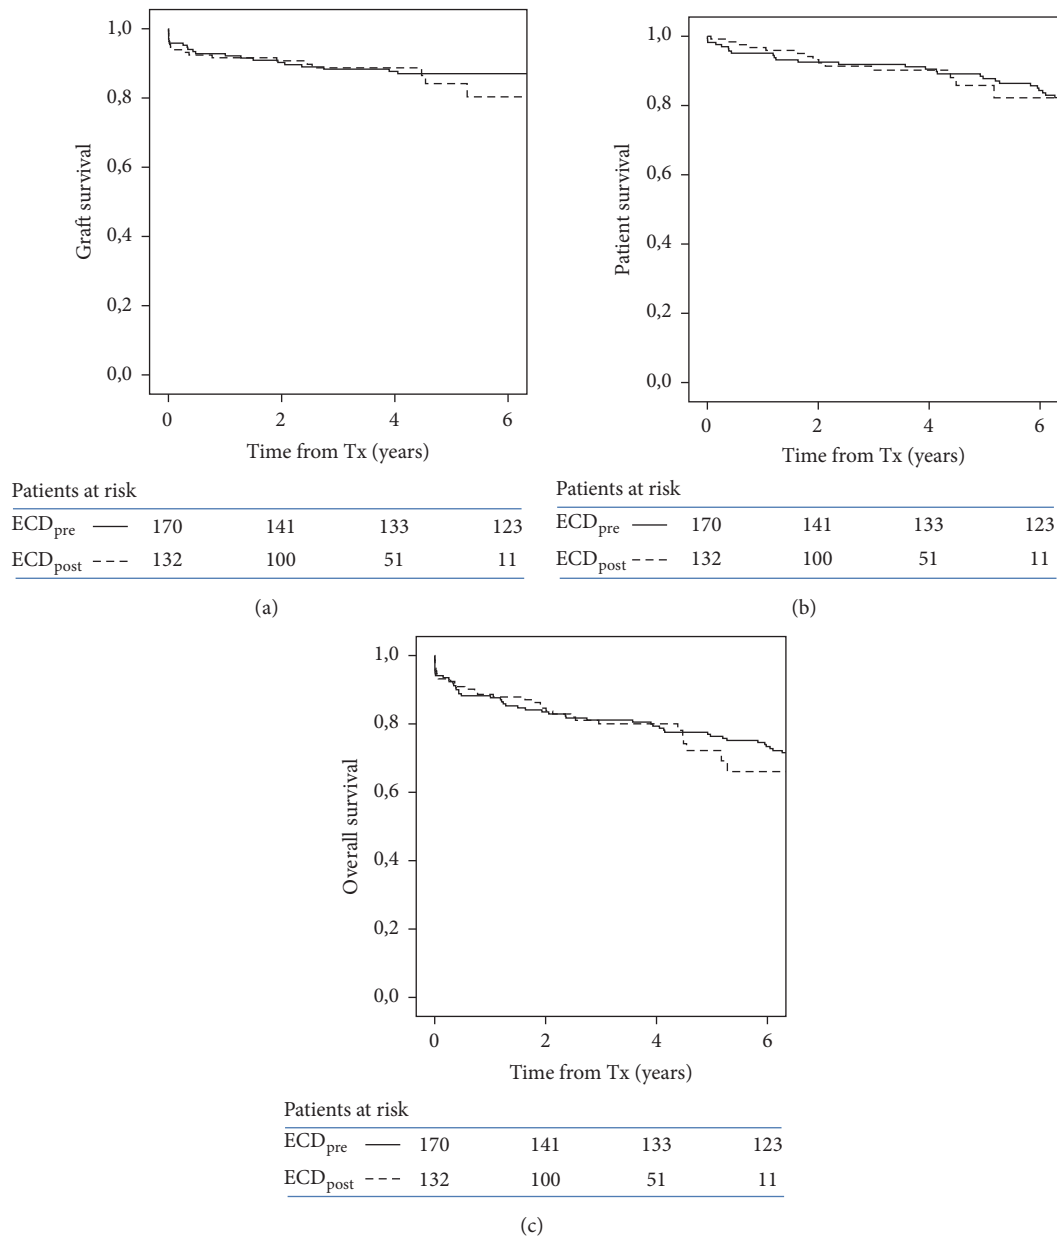 Graft survival
1,0
0,8
0,6
0,4
0,2
0,0
0 2 4 6
Time from Tx (years)
Patients at risk
ECDpre 170 141 133 123
ECDpost 132 100 51 11
(a)
Patient survival
1,0
0,8
0,6
0,4
0,2
0,0
0 2 4 6
Time from Tx (years)
Patients at risk
ECDpre 170 141 133 123
ECDpost 132 100 51 11
(b)
Overall survival
1,0
0,8
0,6
0,4
0,2
0,0
0 2 4 6
Time from Tx (years)
Patients at risk
ECDpre 170 141 133 123
ECDpost 132 100 51 11
(c)